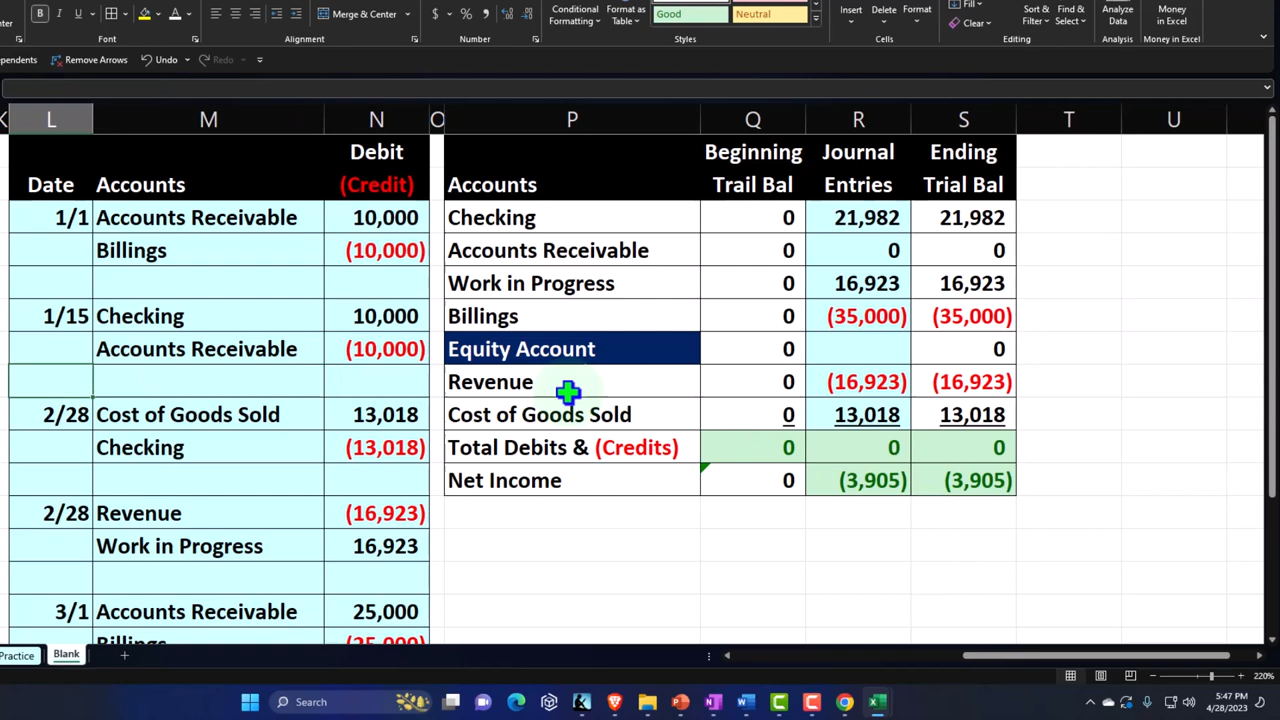 B I U A Merge & Center $ % 9 Conditional Formatting Format as Table Good Neutral Insert Delete Format Fill Clear Sort & Filter Find & Select Analyze Data Money in Excel
Font Alignment Number Styles Cells Editing Analysis Money in Excel
pendents Remove Arrows Undo Redo
K L M N O P Q R S T U
Debit Beginning Journal Ending
Date Accounts (Credit) Accounts Trail Bal Entries Trial Bal
1/1 Accounts Receivable 10,000 Checking 0 21,982 21,982
Billings (10,000) Accounts Receivable 0 0 0
Work in Progress 0 16,923 16,923
1/15 Checking 10,000 Billings 0 (35,000) (35,000)
Accounts Receivable (10,000) Equity Account 0 0
Revenue 0 (16,923) (16,923)
2/28 Cost of Goods Sold 13,018 Cost of Goods Sold 0 13,018 13,018
Checking (13,018) Total Debits & (Credits) 0 0 0
Net Income 0 (3,905) (3,905)
2/28 Revenue (16,923)
Work in Progress 16,923
3/1 Accounts Receivable 25,000
Billings (25,000)
Practice Blank
220%
Search 5:47 PM
4/28/2023